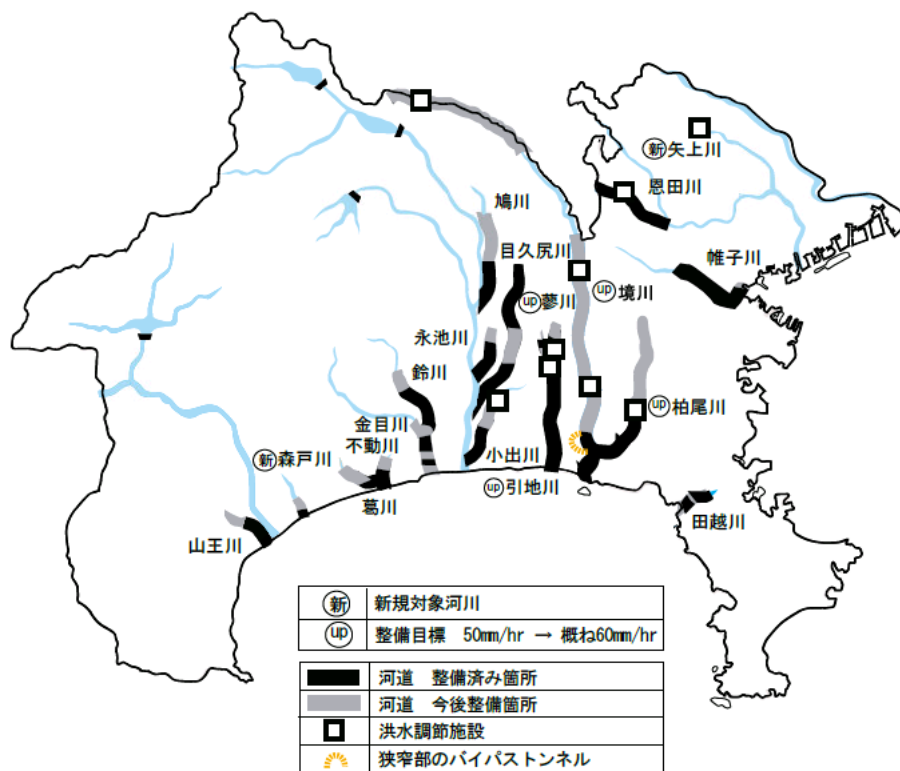 新 矢上川
恩田川
鳩川
目久尻川
帷子川
up 蓼川
up 境川
永池川
鈴川
up 柏尾川
金目川
不動川
小出川
新 森戸川
up 引地川
葛川
田越川
山王川
新 新規対象河川
up 整備目標 50mm/hr → 概ね60mm/hr
河道 整備済み箇所
河道 今後整備箇所
洪水調節施設
狭窄部のバイパストンネル